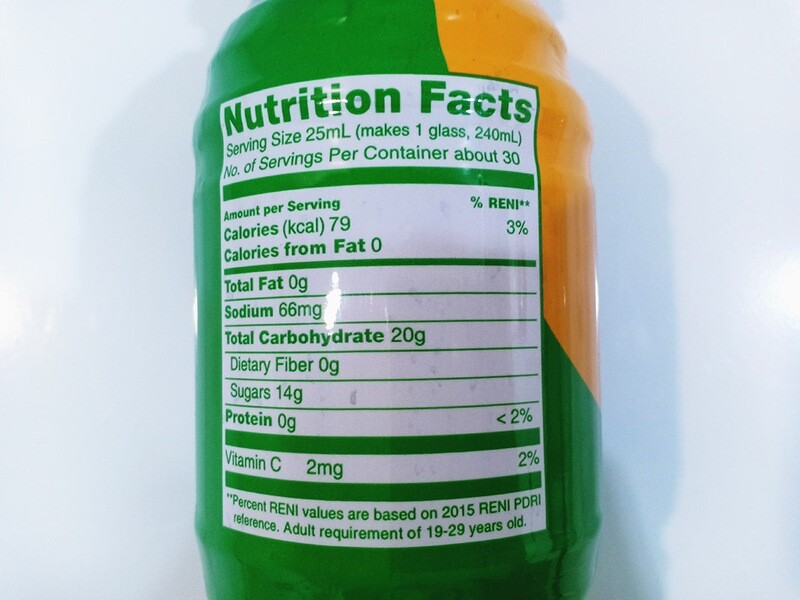 Nutrition Facts
Serving Size 25mL (makes 1 glass, 240mL)
No. of Servings Per Container about 30
Amount per Serving % RENI**
Calories (kcal) 79 3%
Calories from Fat 0
Total Fat 0g
Sodium 66mg
Total Carbohydrate 20g
Dietary Fiber 0g
Sugars 14g
Protein 0g < 2%
Vitamin C 2mg 2%
**Percent RENI values are based on 2015 RENI PDRI
reference. Adult requirement of 19-29 years old.